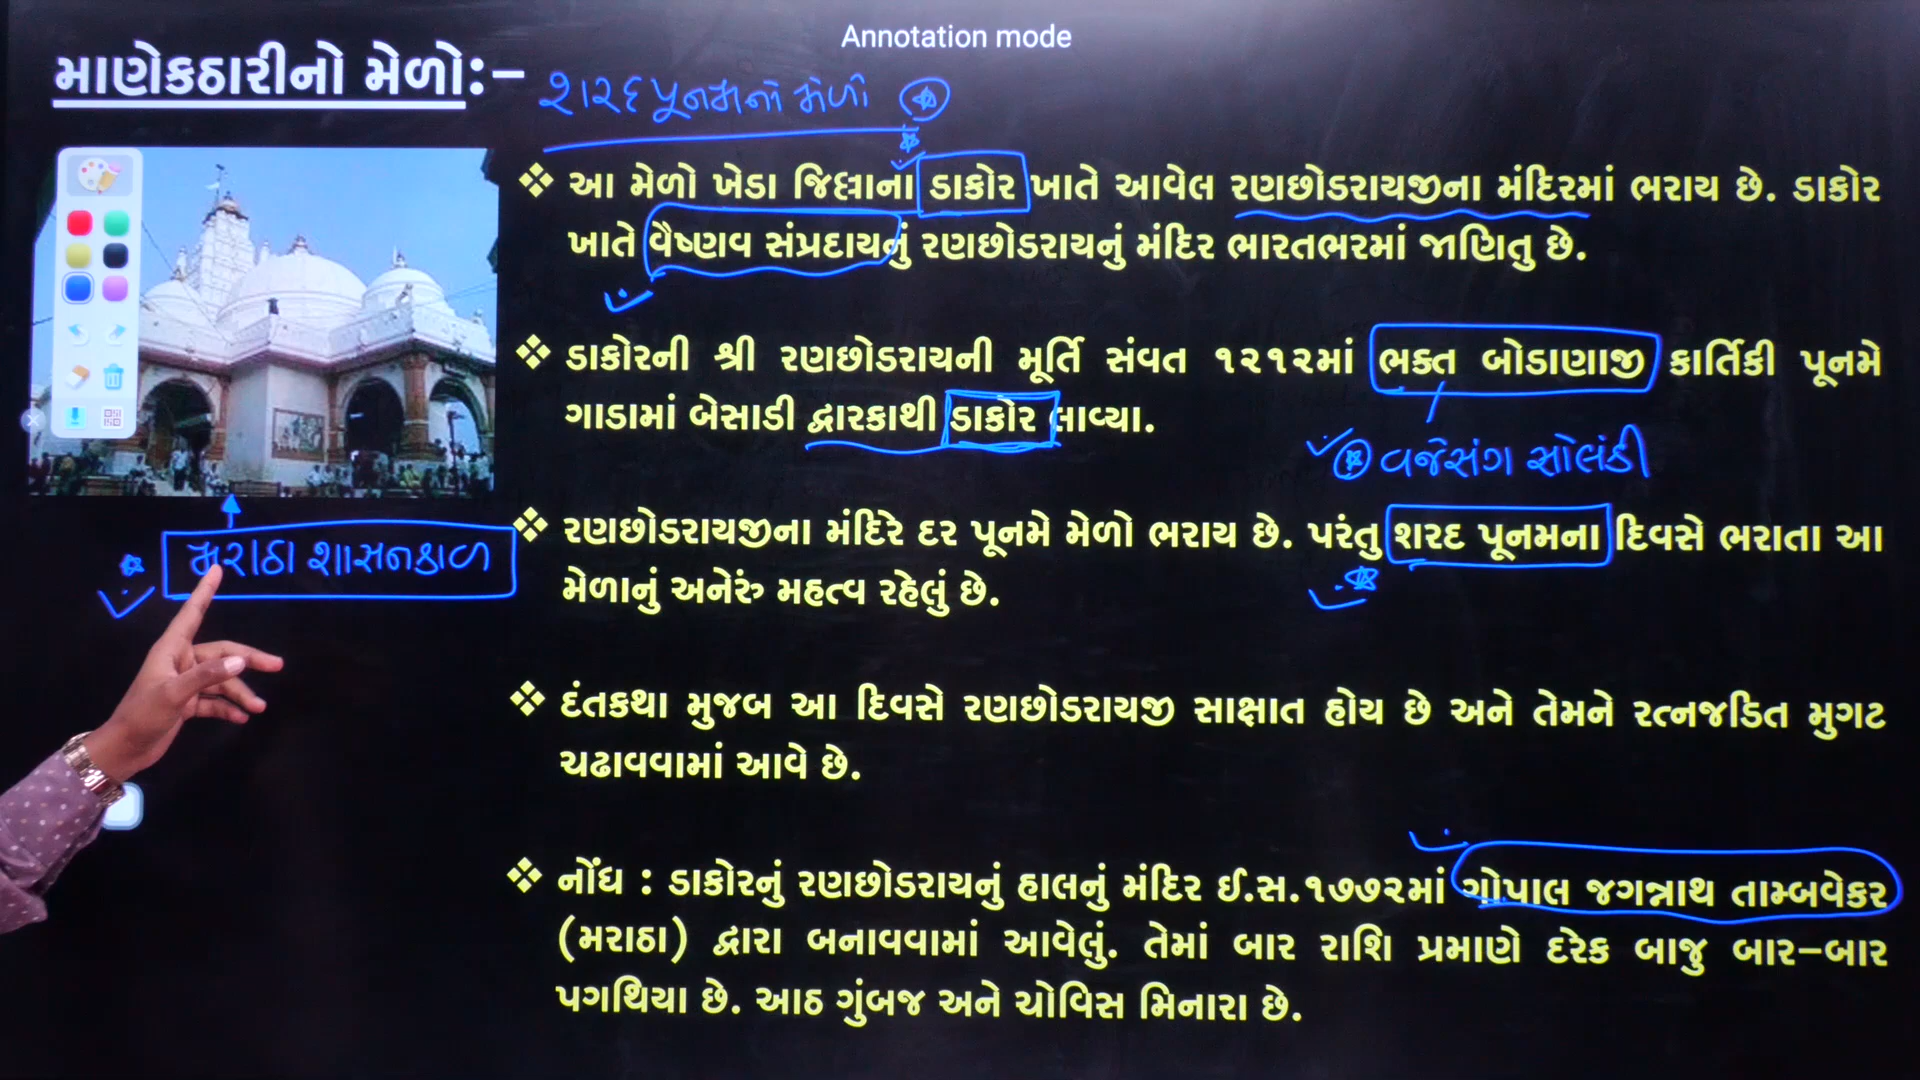 Annotation mode
માણેકઠારીનો મેળો:–
શરદપૂનમનો મેળો
❖ આ મેળો ખેડા જિલ્લાના ડાકોર ખાતે આવેલ રણછોડરાયજીના મંદિરમાં ભરાય છે. ડાકોર
ખાતે વૈષ્ણવ સંપ્રદાયનું રણછોડરાયનું મંદિર ભારતભરમાં જાણિતુ છે.
❖ ડાકોરની શ્રી રણછોડરાયની મૂર્તિ સંવત ૧૨૧૨માં ભક્ત બોડાણાજી કાર્તિકી પૂનમે
ગાડામાં બેસાડી દ્વારકાથી ડાકોર લાવ્યા.
વજેસંગ સોલંકી
❖ રણછોડરાયજીના મંદિરે દર પૂનમે મેળો ભરાય છે. પરંતુ શરદ પૂનમના દિવસે ભરાતા આ
મેળાનું અનેરું મહત્વ રહેલું છે.
મરાઠા શાસનકાળ
❖ દંતકથા મુજબ આ દિવસે રણછોડરાયજી સાક્ષાત હોય છે અને તેમને રત્નજડિત મુગટ
ચઢાવવામાં આવે છે.
❖ નોંધ : ડાકોરનું રણછોડરાયનું હાલનું મંદિર ઈ.સ.૧૭૭૨માં ગોપાલ જગન્નાથ તામ્બવેકર
(મરાઠા) દ્વારા બનાવવામાં આવેલું. તેમાં બાર રાશિ પ્રમાણે દરેક બાજુ બાર–બાર
પગથિયા છે. આઠ ગુંબજ અને ચોવિસ મિનારા છે.